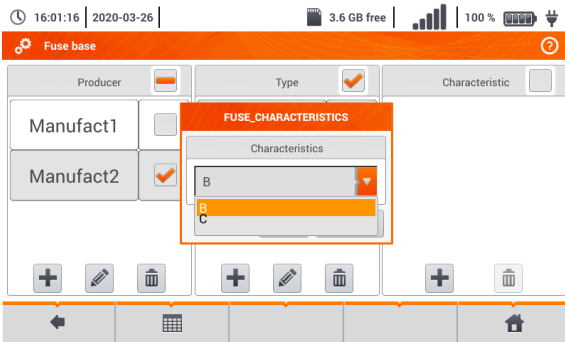 16:01:16 2020-03-26 3.6 GB free 100 %
Fuse base ?
Producer Type Characteristic
FUSE_CHARACTERISTICS
Manufact1
Characteristics
Manufact2
B
B
C